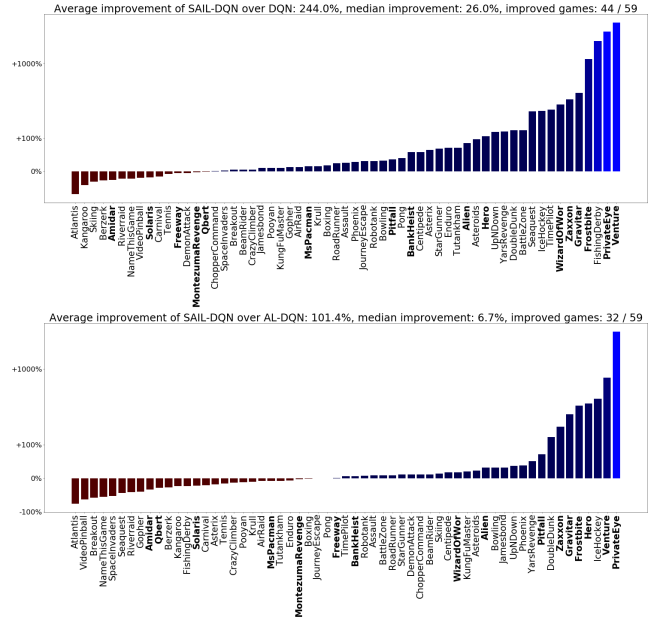 Average improvement of SAIL-DQN over DQN: 244.0%, median improvement: 26.0%, improved games: 44 / 59
+1000%
+100%
0%
Atlantis
Kangaroo
Skiing
Berzerk
Amidar
Riverraid
NameThisGame
VideoPinball
Solaris
Carnival
Tennis
Freeway
DemonAttack
MontezumaRevenge
Qbert
ChopperCommand
SpaceInvaders
Breakout
BeamRider
CrazyClimber
Jamesbond
Pooyan
KungFuMaster
Gopher
AirRaid
MsPacman
Krull
Boxing
RoadRunner
Assault
Phoenix
JourneyEscape
Robotank
Bowling
Pitfall
Pong
BankHeist
Centipede
Asterix
StarGunner
Enduro
Tutankham
Alien
Asteroids
Hero
UpNDown
YarsRevenge
DoubleDunk
BattleZone
Seaquest
IceHockey
TimePilot
WizardOfWor
Zaxxon
Gravitar
Frostbite
FishingDerby
PrivateEye
Venture
Average improvement of SAIL-DQN over AL-DQN: 101.4%, median improvement: 6.7%, improved games: 32 / 59
+1000%
+100%
0%
-100%
Atlantis
VideoPinball
Breakout
NameThisGame
SpaceInvaders
Seaquest
Riverraid
Gopher
Amidar
Qbert
Berzerk
Kangaroo
FishingDerby
Solaris
Carnival
Asterix
Tennis
CrazyClimber
Pooyan
Krull
AirRaid
MsPacman
Tutankham
Enduro
MontezumaRevenge
Boxing
JourneyEscape
Pong
Freeway
TimePilot
BankHeist
Robotank
Assault
BattleZone
RoadRunner
StarGunner
DemonAttack
ChopperCommand
BeamRider
Skiing
Centipede
WizardOfWor
KungFuMaster
Asteroids
Alien
Bowling
Jamesbond
UpNDown
Phoenix
YarsRevenge
Pitfall
DoubleDunk
Zaxxon
Gravitar
Frostbite
Hero
IceHockey
Venture
PrivateEye